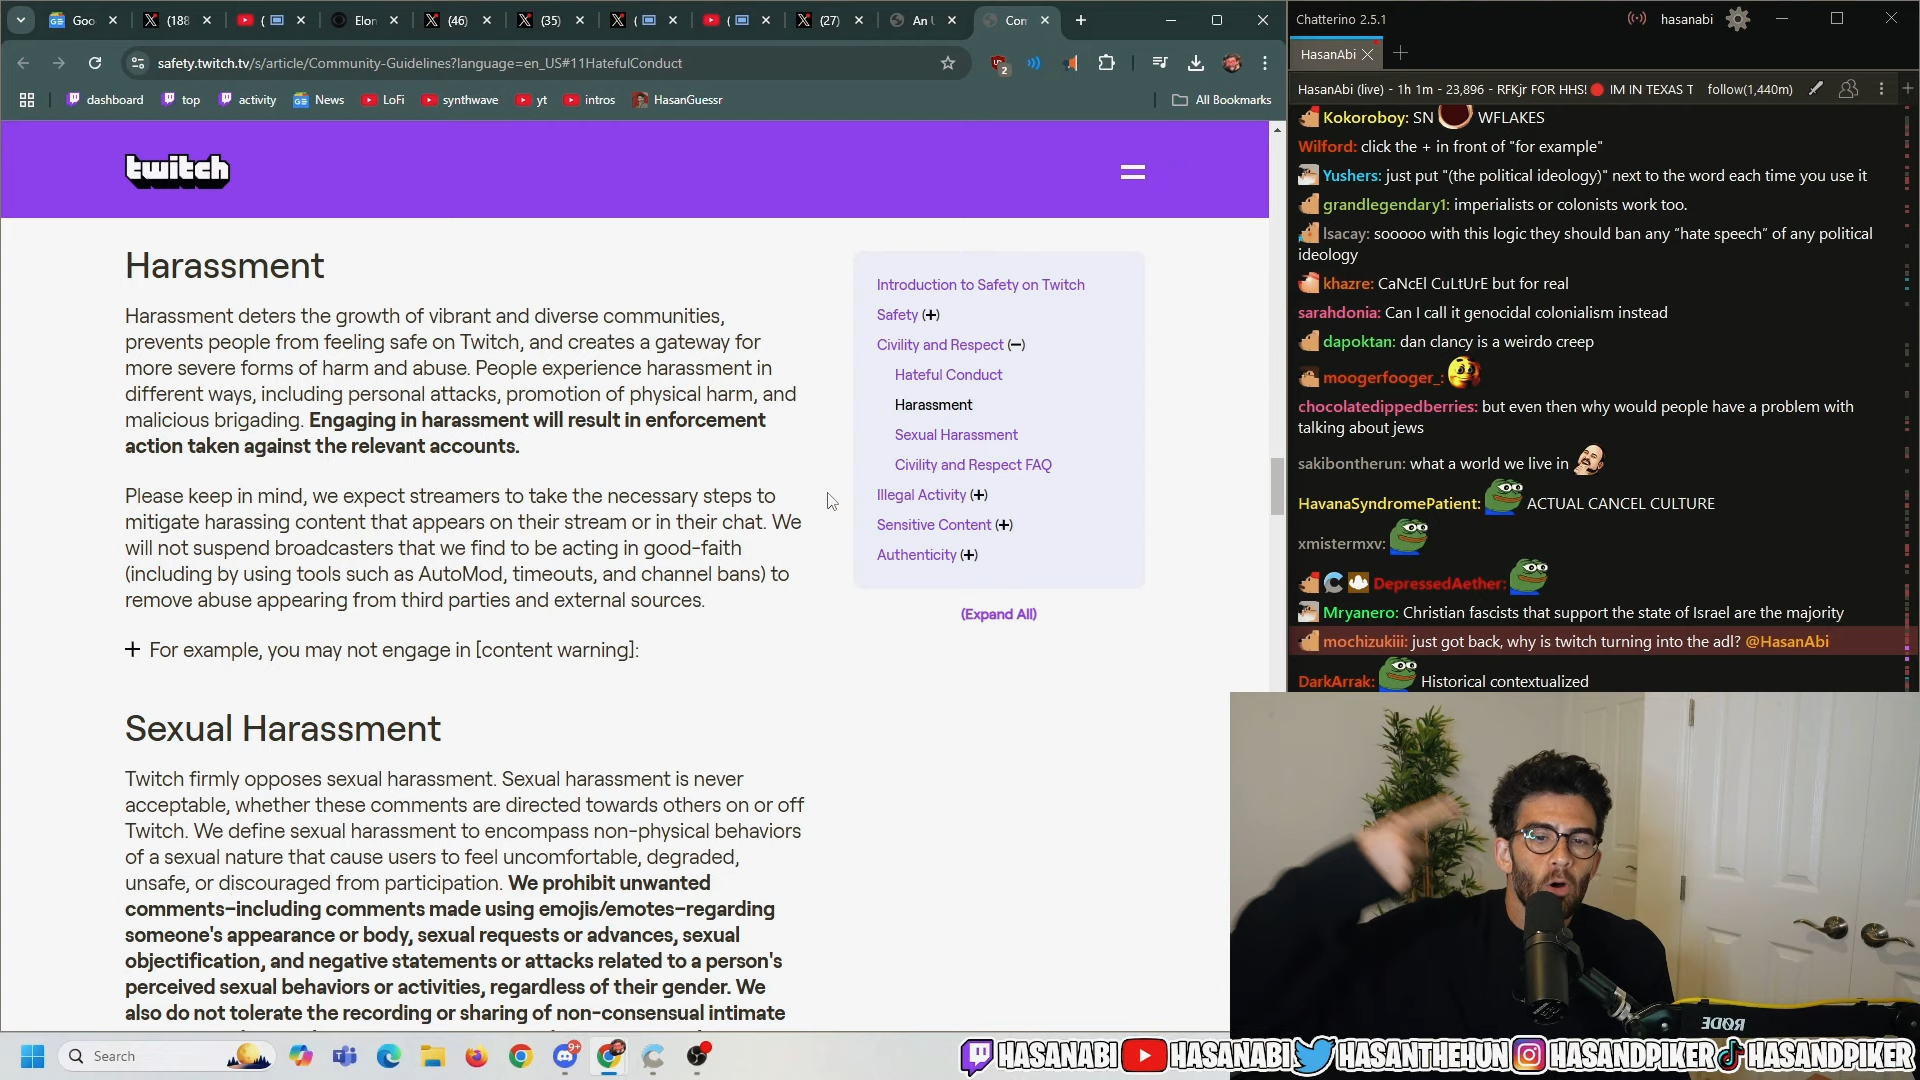 Goo
(188
(
(
Elon
(46)
(35)
(
(27)
An U
Con
safety.twitch.tv/s/article/Community-Guidelines?language=en_US#11HatefulConduct
2
dashboard
top
activity
News
LoFi
synthwave
yt
intros
HasanGuessr
All Bookmarks
twitch
Harassment
Harassment deters the growth of vibrant and diverse communities,
prevents people from feeling safe on Twitch, and creates a gateway for
more severe forms of harm and abuse. People experience harassment in
different ways, including personal attacks, promotion of physical harm, and
malicious brigading. Engaging in harassment will result in enforcement
action taken against the relevant accounts.
Please keep in mind, we expect streamers to take the necessary steps to
mitigate harassing content that appears on their stream or in their chat. We
will not suspend broadcasters that we find to be acting in good-faith
(including by using tools such as AutoMod, timeouts, and channel bans) to
remove abuse appearing from third parties and external sources.
+ For example, you may not engage in [content warning]:
Sexual Harassment
Twitch firmly opposes sexual harassment. Sexual harassment is never
acceptable, whether these comments are directed towards others on or off
Twitch. We define sexual harassment to encompass non-physical behaviors
of a sexual nature that cause users to feel uncomfortable, degraded,
unsafe, or discouraged from participation. We prohibit unwanted
comments–including comments made using emojis/emotes–regarding
someone's appearance or body, sexual requests or advances, sexual
objectification, and negative statements or attacks related to a person's
perceived sexual behaviors or activities, regardless of their gender. We
also do not tolerate the recording or sharing of non-consensual intimate
Introduction to Safety on Twitch
Safety (+)
Civility and Respect (–)
Hateful Conduct
Harassment
Sexual Harassment
Civility and Respect FAQ
Illegal Activity (+)
Sensitive Content (+)
Authenticity (+)
(Expand All)
Chatterino 2.5.1
hasanabi
HasanAbi
HasanAbi (live) - 1h 1m - 23,896 - RFKjr FOR HHS! IM IN TEXAS T
follow(1,440m)
Kokoroboy: SN WFLAKES
Wilford: click the + in front of "for example"
Yushers: just put "(the political ideology)" next to the word each time you use it
grandlegendary1: imperialists or colonists work too.
lsacay: sooooo with this logic they should ban any “hate speech” of any political
ideology
khazre: CaNcEl CuLtUrE but for real
sarahdonia: Can I call it genocidal colonialism instead
dapoktan: dan clancy is a weirdo creep
moogerfooger_:
chocolatedippedberries: but even then why would people have a problem with
talking about jews
sakibontherun: what a world we live in
HavanaSyndromePatient: ACTUAL CANCEL CULTURE
xmistermxv:
DepressedAether:
Mryanero: Christian fascists that support the state of Israel are the majority
mochizukiii: just got back, why is twitch turning into the adl? @HasanAbi
DarkArrak: Historical contextualized
RØDE
Search
9+
HASANABI HASANABI HASANTHEHUN HASANDPIKER HASANDPIKER